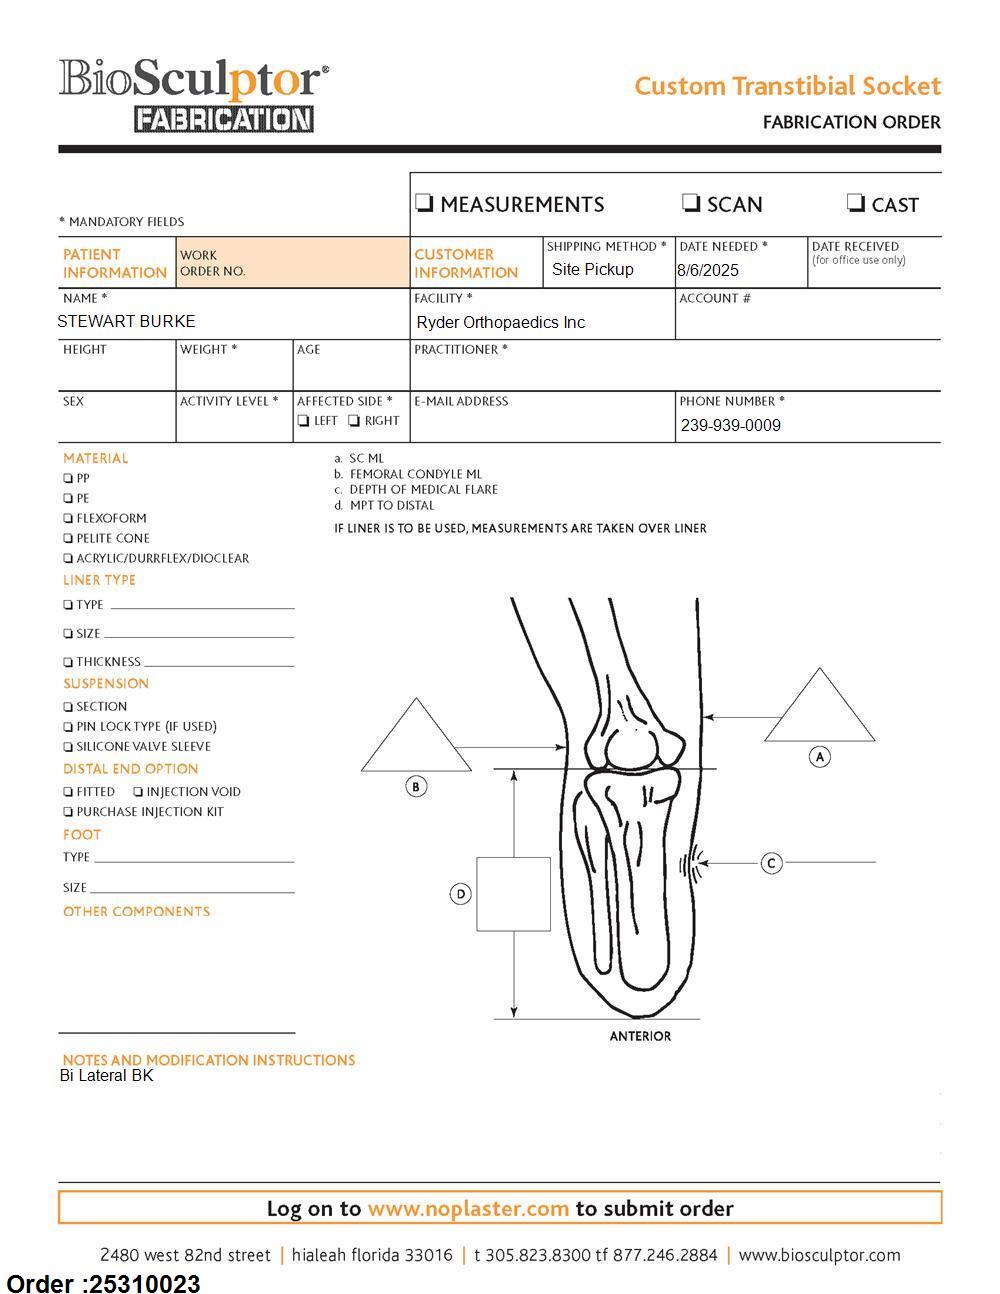 BioSculptor®
FABRICATION
Custom Transtibial Socket
FABRICATION ORDER
* MANDATORY FIELDS
❏ MEASUREMENTS ❏ SCAN ❏ CAST
PATIENT INFORMATION
WORK ORDER NO.
CUSTOMER INFORMATION
SHIPPING METHOD *
Site Pickup
DATE NEEDED *
8/6/2025
DATE RECEIVED
(for office use only)
NAME *
STEWART BURKE
FACILITY *
Ryder Orthopaedics Inc
ACCOUNT #
HEIGHT
WEIGHT *
AGE
PRACTITIONER *
SEX
ACTIVITY LEVEL *
AFFECTED SIDE *
❏ LEFT ❏ RIGHT
E-MAIL ADDRESS
PHONE NUMBER *
239-939-0009
MATERIAL
❏ PP
❏ PE
❏ FLEXOFORM
❏ PELITE CONE
❏ ACRYLIC/DURRFLEX/DIOCLEAR
LINER TYPE
❏ TYPE
❏ SIZE
❏ THICKNESS
SUSPENSION
❏ SECTION
❏ PIN LOCK TYPE (IF USED)
❏ SILICONE VALVE SLEEVE
DISTAL END OPTION
❏ FITTED ❏ INJECTION VOID
❏ PURCHASE INJECTION KIT
FOOT
TYPE
SIZE
OTHER COMPONENTS
a. SC ML
b. FEMORAL CONDYLE ML
c. DEPTH OF MEDICAL FLARE
d. MPT TO DISTAL
IF LINER IS TO BE USED, MEASUREMENTS ARE TAKEN OVER LINER
A
B
C
D
ANTERIOR
NOTES AND MODIFICATION INSTRUCTIONS
Bi Lateral BK
Log on to www.noplaster.com to submit order
2480 west 82nd street | hialeah florida 33016 | t 305.823.8300 tf 877.246.2884 | www.biosculptor.com
Order :25310023